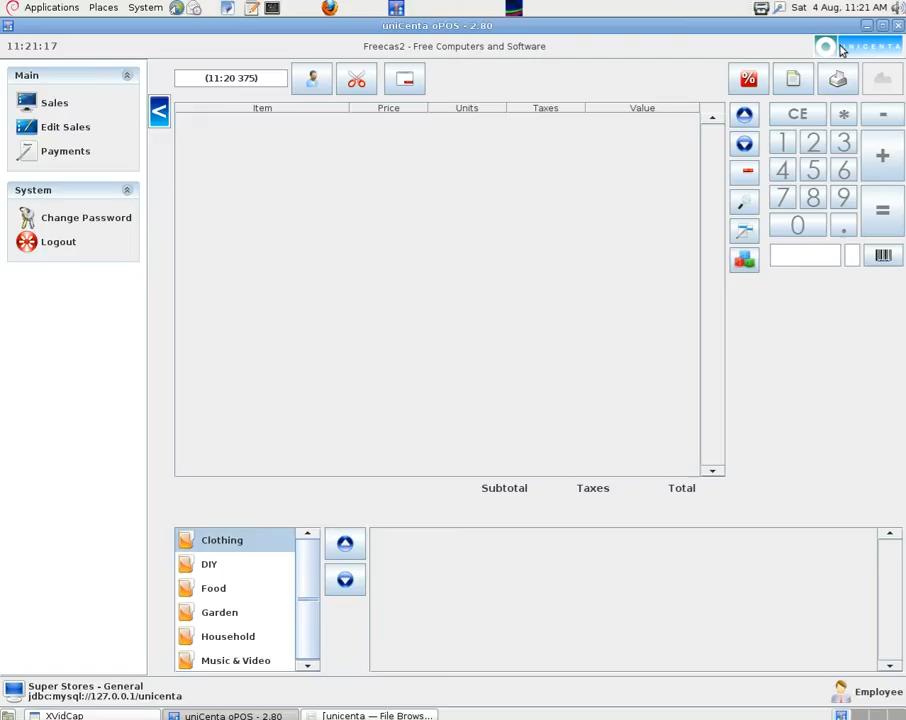 Applications Places System Sat 4 Aug, 11:21 AM
uniCenta oPOS - 2.80
11:21:17 Freecas2 - Free Computers and Software UNICENTA
Main
Sales
Edit Sales
Payments
System
Change Password
Logout
(11:20 375)
<
%
Item Price Units Taxes Value
CE * -
1 2 3 +
4 5 6
7 8 9 =
0 .
Subtotal Taxes Total
Clothing
DIY
Food
Garden
Household
Music & Video
Super Stores - General
jdbc:mysql://127.0.0.1/unicenta
Employee
XVidCap uniCenta oPOS - 2.80 [unicenta — File Brows...